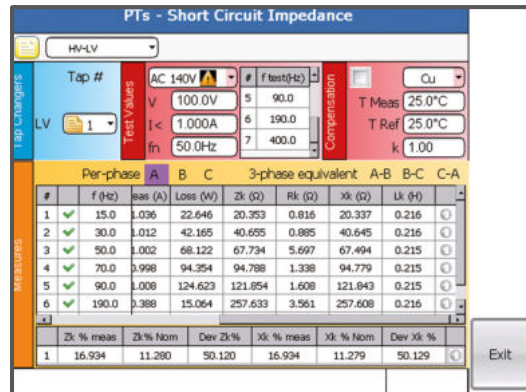 PTs - Short Circuit Impedance
HV-LV
Tap Changers
Tap #
LV
1
Test Values
AC 140V
V 100.0V
I< 1.000A
fn 50.0Hz
# f test(Hz)
5 90.0
6 190.0
7 400.0
Compensation
Cu
T Meas 25.0°C
T Ref 25.0°C
k 1.00
Measures
Per-phase A B C 3-phase equivalent A-B B-C C-A
# f (Hz) eas (A) Loss (W) Zk (Ω) Rk (Ω) Xk (Ω) Lk (H)
1 15.0 1.036 22.646 20.353 0.816 20.337 0.216
2 30.0 1.012 42.165 40.655 0.885 40.645 0.216
3 50.0 1.002 68.122 67.734 5.697 67.494 0.215
4 70.0 0.998 94.354 94.788 1.338 94.779 0.215
5 90.0 1.008 124.623 121.854 1.608 121.843 0.216
6 190.0 0.388 15.064 257.633 3.561 257.608 0.216
Zk % meas Zk% Nom Dev Zk% Xk % meas Xk % Nom Dev Xk %
1 16.934 11.280 50.120 16.934 11.279 50.129
Exit